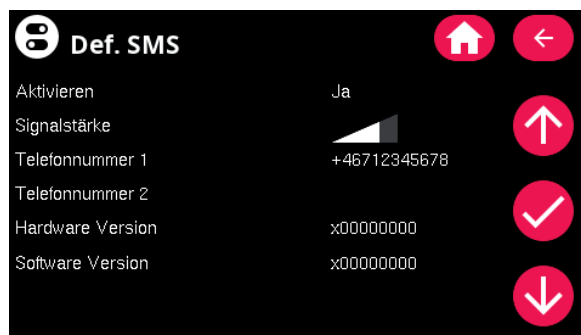 Def. SMS
Aktivieren Ja
Signalstärke
Telefonnummer 1 +46712345678
Telefonnummer 2
Hardware Version x00000000
Software Version x00000000